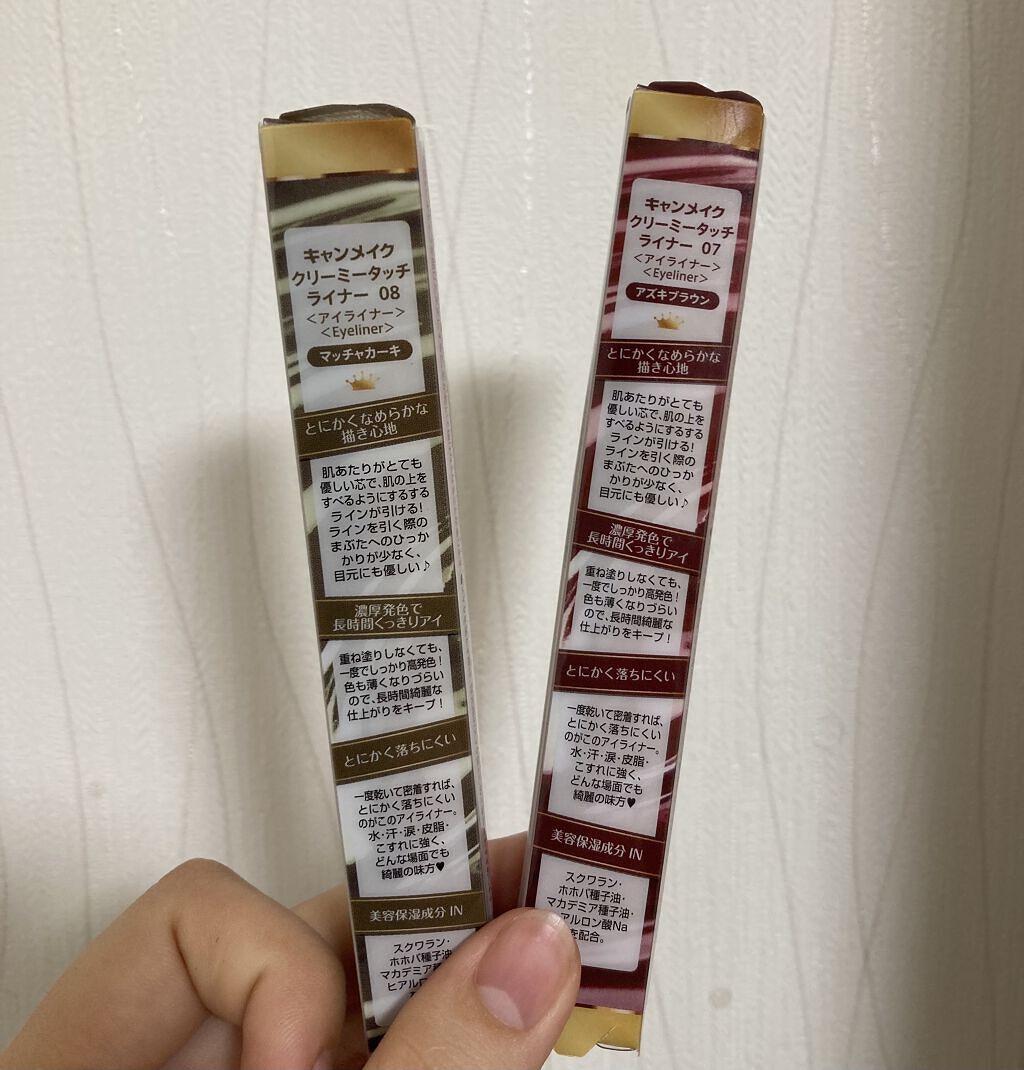 キャンメイク
クリーミータッチ
ライナー 08
＜アイライナー＞
＜Eyeliner＞
マッチャカーキ
とにかくなめらかな
描き心地
肌あたりがとても
優しい芯で、肌の上を
すべるようにするする
ラインが引ける!
ラインを引く際の
まぶたへのひっか
かりが少なく、
目元にも優しい♪
濃厚発色で
長時間くっきりアイ
重ね塗りしなくても、
一度でしっかり高発色!
色も薄くなりづらい
ので、長時間綺麗な
仕上がりをキープ!
とにかく落ちにくい
一度乾いて密着すれば、
とにかく落ちにくい
のがこのアイライナー。
水・汗・涙・皮脂・
こすれに強く、
どんな場面でも
綺麗の味方♥
美容保湿成分 IN
スクワラン・
ホホバ種子油
マカデミア種
ヒアル
キャンメイク
クリーミータッチ
ライナー 07
＜アイライナー＞
＜Eyeliner＞
アズキブラウン
とにかくなめらかな
描き心地
肌あたりがとても
優しい芯で、肌の上を
すべるようにするする
ラインが引ける!
ラインを引く際の
まぶたへのひっか
かりが少なく、
目元にも優しい♪
濃厚発色で
長時間くっきりアイ
重ね塗りしなくても、
一度でしっかり高発色!
色も薄くなりづらい
ので、長時間綺麗な
仕上がりをキープ!
とにかく落ちにくい
一度乾いて密着すれば、
とにかく落ちにくい
のがこのアイライナー。
水・汗・涙・皮脂・
こすれに強く、
どんな場面でも
綺麗の味方♥
美容保湿成分 IN
スクワラン・
ホホバ種子油・
マカデミア種子油・
アルロン酸Na
を配合。